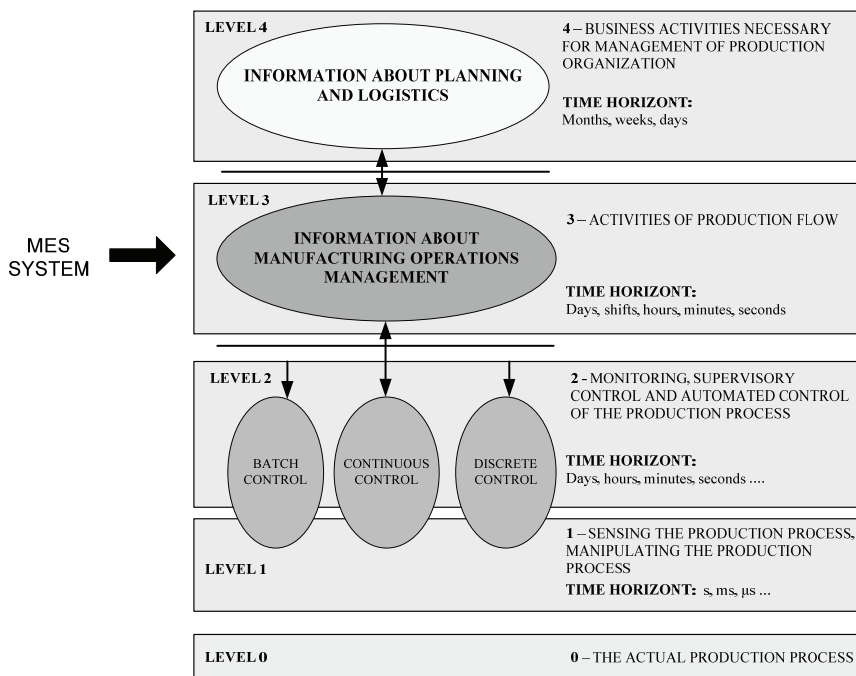 LEVEL 4
INFORMATION ABOUT PLANNING
AND LOGISTICS
4 – BUSINESS ACTIVITIES NECESSARY
FOR MANAGEMENT OF PRODUCTION
ORGANIZATION
TIME HORIZONT:
Months, weeks, days
MES
SYSTEM
LEVEL 3
INFORMATION ABOUT
MANUFACTURING OPERATIONS
MANAGEMENT
3 – ACTIVITIES OF PRODUCTION FLOW
TIME HORIZONT:
Days, shifts, hours, minutes, seconds
LEVEL 2
BATCH
CONTROL
CONTINUOUS
CONTROL
DISCRETE
CONTROL
2 - MONITORING, SUPERVISORY
CONTROL AND AUTOMATED CONTROL
OF THE PRODUCTION PROCESS
TIME HORIZONT:
Days, hours, minutes, seconds ....
LEVEL 1
1 – SENSING THE PRODUCTION PROCESS,
MANIPULATING THE PRODUCTION
PROCESS
TIME HORIZONT: s, ms, μs ...
LEVEL 0
0 – THE ACTUAL PRODUCTION PROCESS